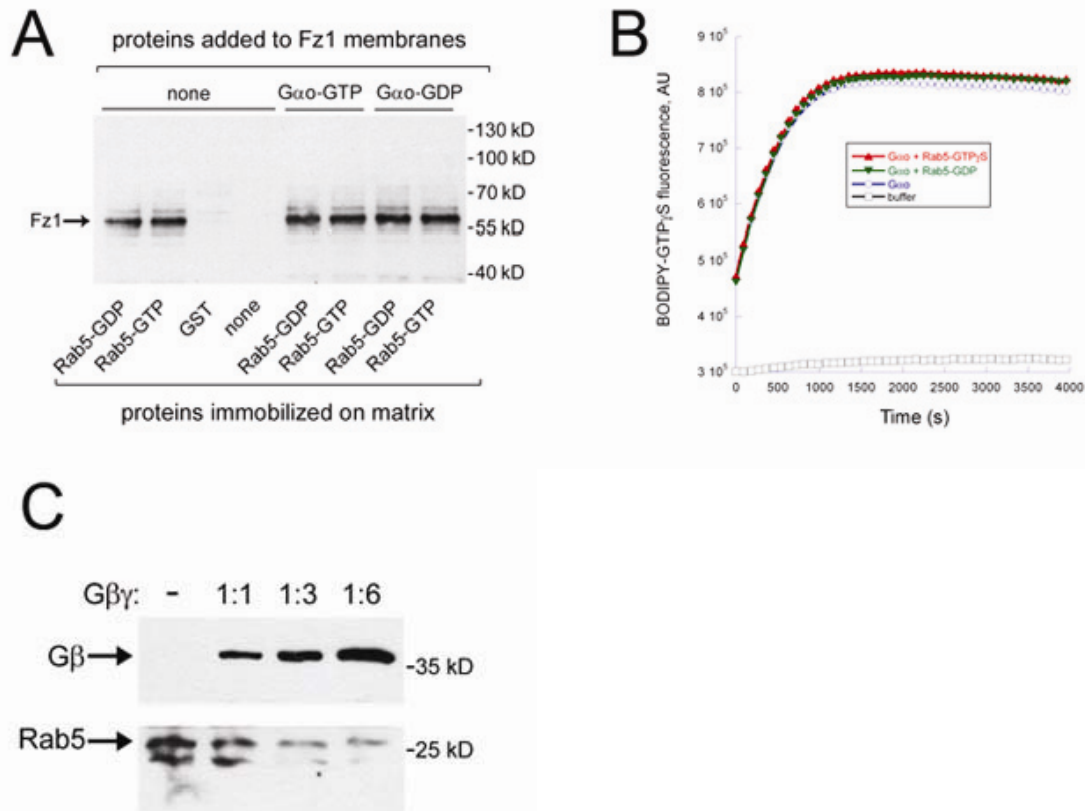 A
proteins added to Fz1 membranes
none
Gαo-GTP Gαo-GDP
-130 kD
-100 kD
-70 kD
Fz1
-55 kD
-40 kD
Rab5-GDP
Rab5-GTP
GST
none
Rab5-GDP
Rab5-GTP
Rab5-GDP
Rab5-GTP
proteins immobilized on matrix
B
BODIPY-GTPγS fluorescence, AU
9 10⁵
8 10⁵
7 10⁵
6 10⁵
5 10⁵
4 10⁵
3 10⁵
Gαo + Rab5-GTPγS
Gαo + Rab5-GDP
Gαo
buffer
0 500 1000 1500 2000 2500 3000 3500 4000
Time (s)
C
Gβγ: - 1:1 1:3 1:6
Gβ
-35 kD
Rab5
-25 kD